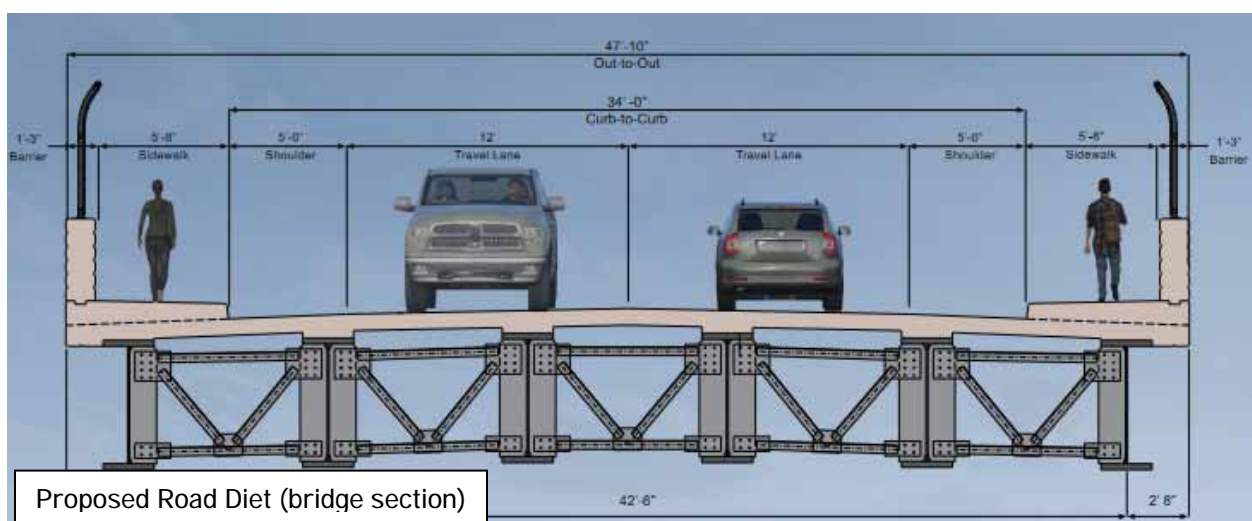 47'-10"
Out-to-Out
34'-0"
Curb-to-Curb
1'-3" 5'-8" 5'-0" 12' 12' 5'-0" 5'-8" 1'-3"
Barrier Sidewalk Shoulder Travel Lane Travel Lane Shoulder Sidewalk Barrier
Proposed Road Diet (bridge section)
42'-6" 2' 8"